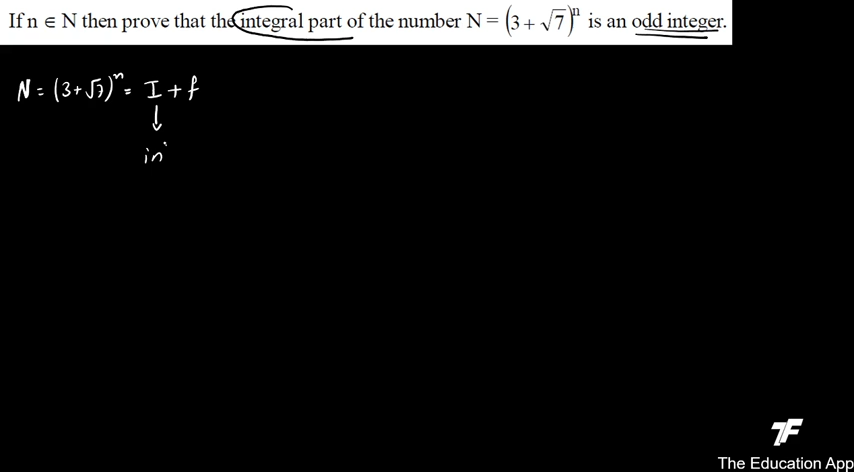 If n ∈ N then prove that the integral part of the number N = (3 + √7)ⁿ is an odd integer.
N = (3+√7)ⁿ = I + f
↓
in
The Education App